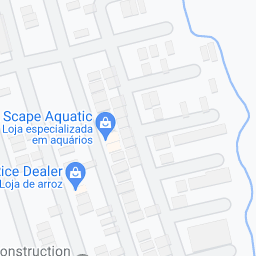 Scape Aquatic
Loja especializada
em aquários
ice Dealer
Loja de arroz
onstruction